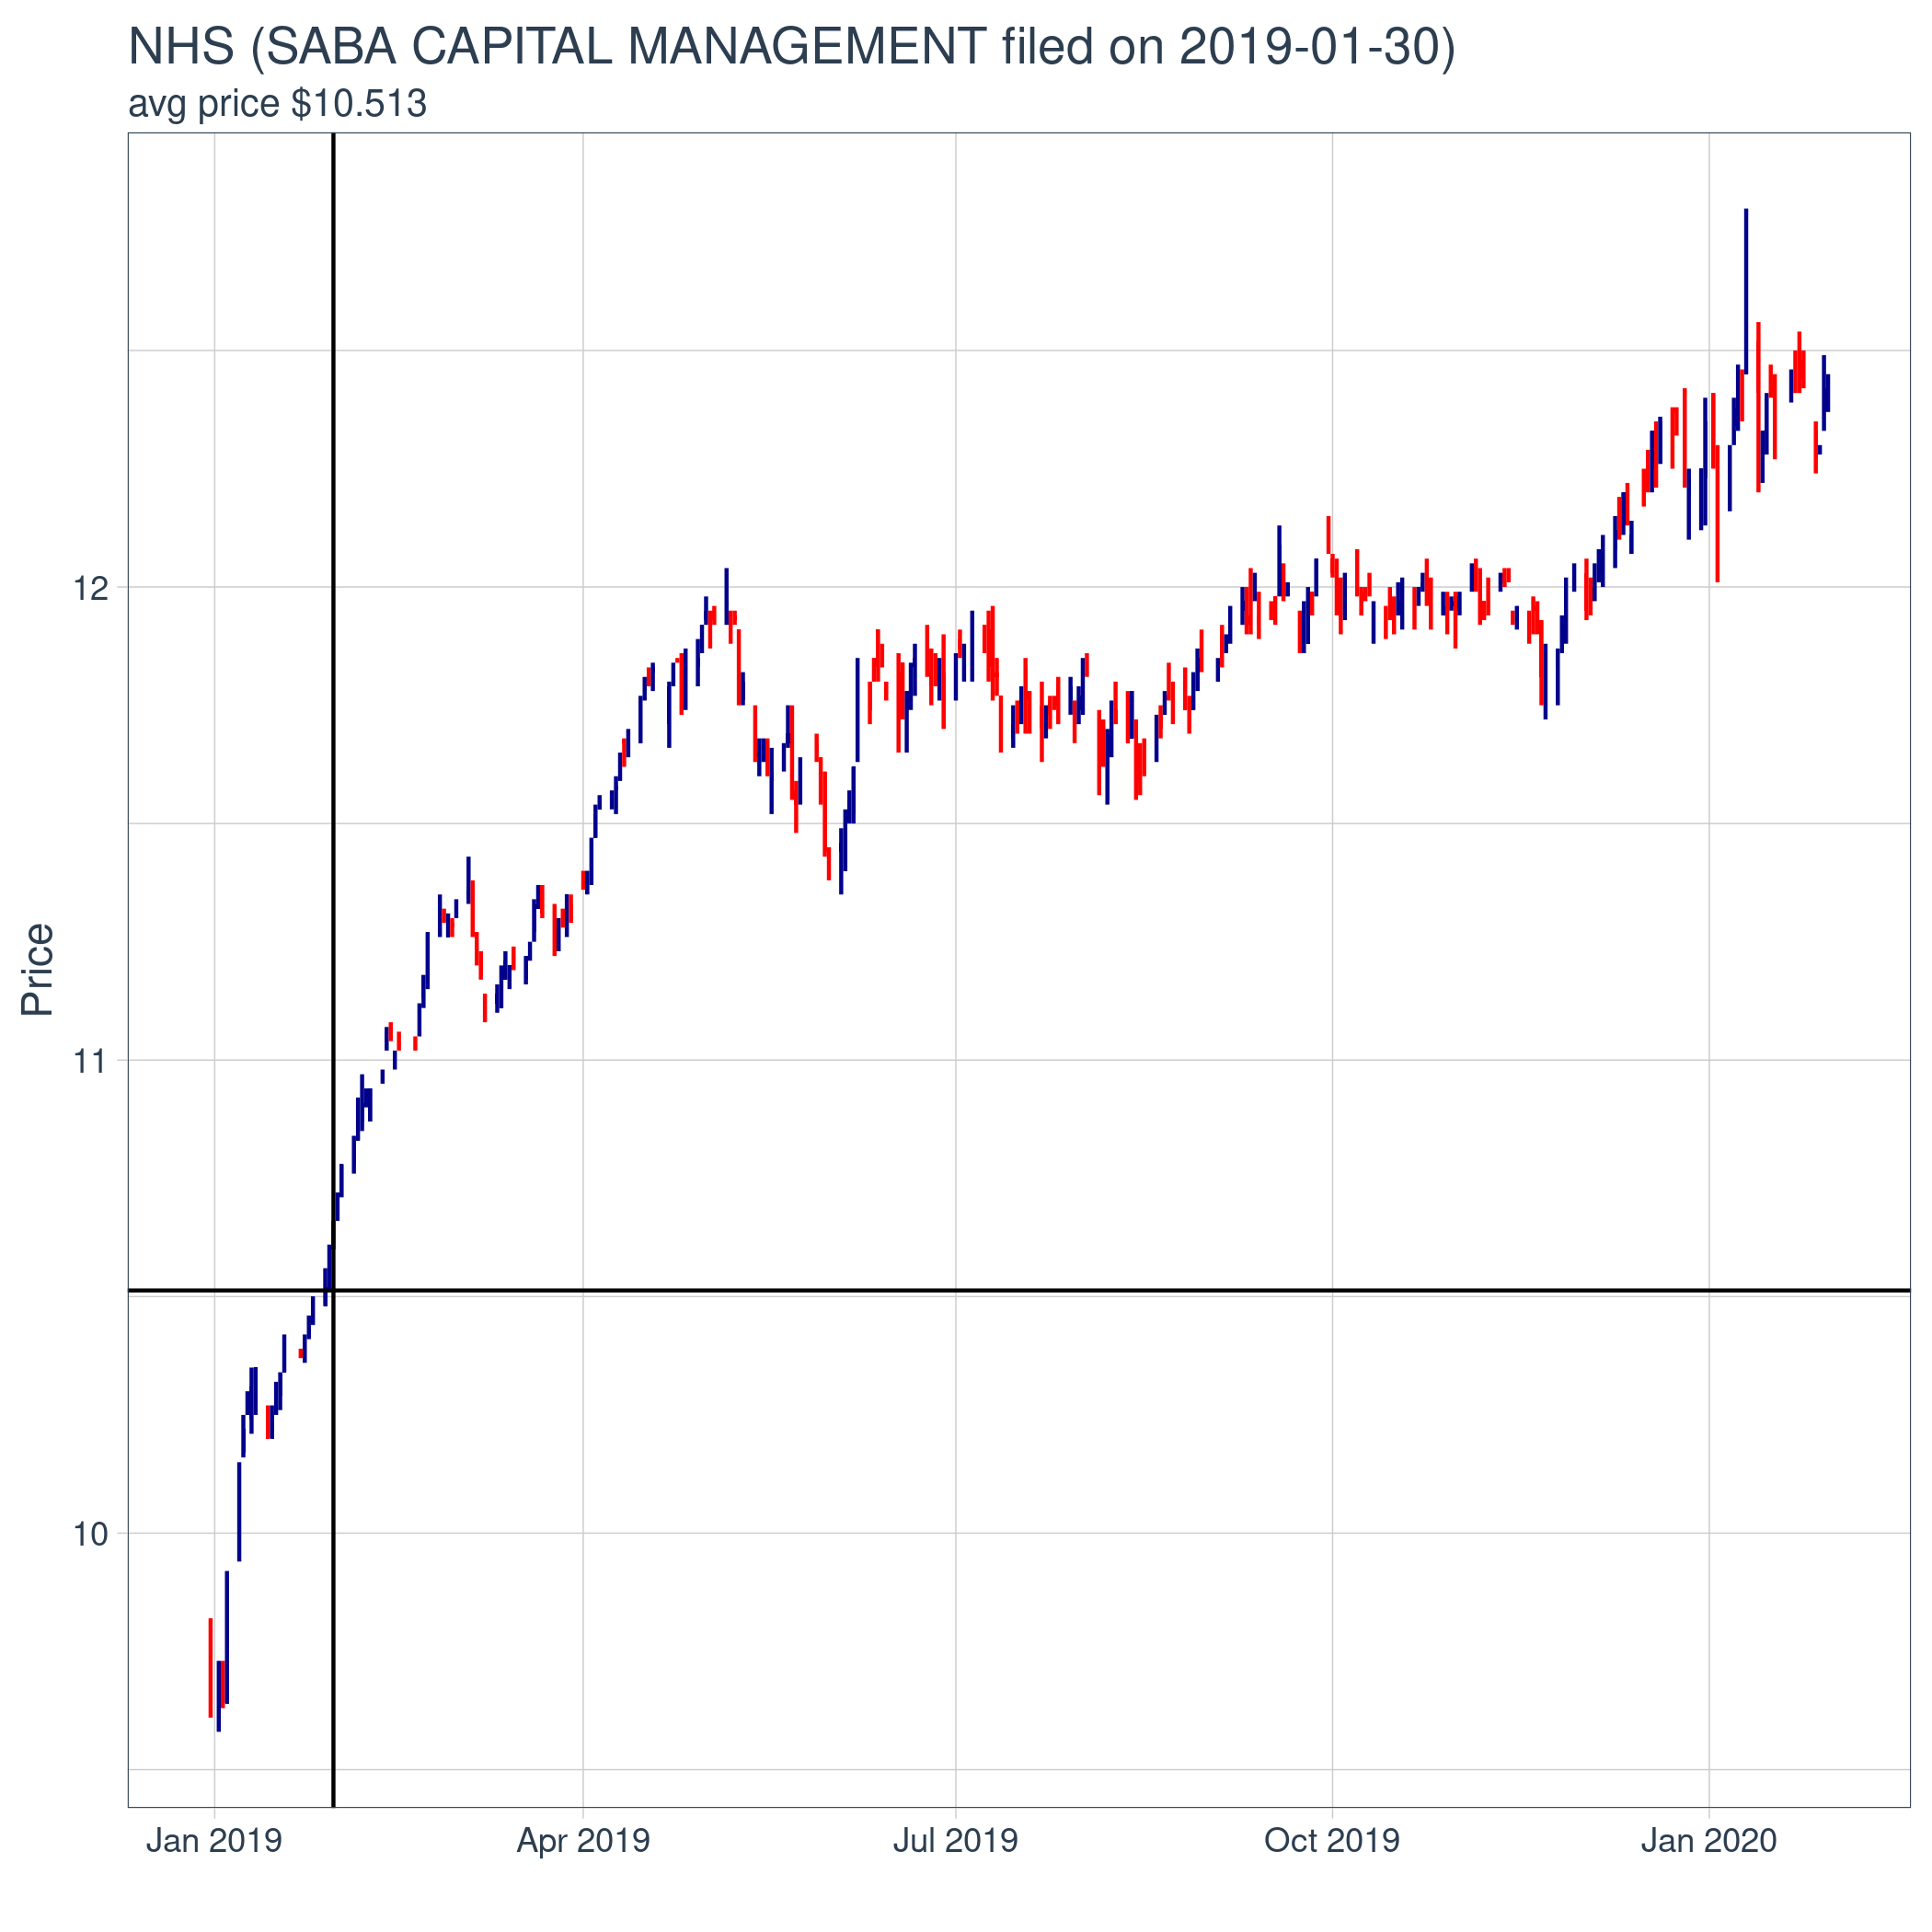 NHS (SABA CAPITAL MANAGEMENT filed on 2019-01-30)
avg price $10.513
Price
12
11
10
Jan 2019
Apr 2019
Jul 2019
Oct 2019
Jan 2020